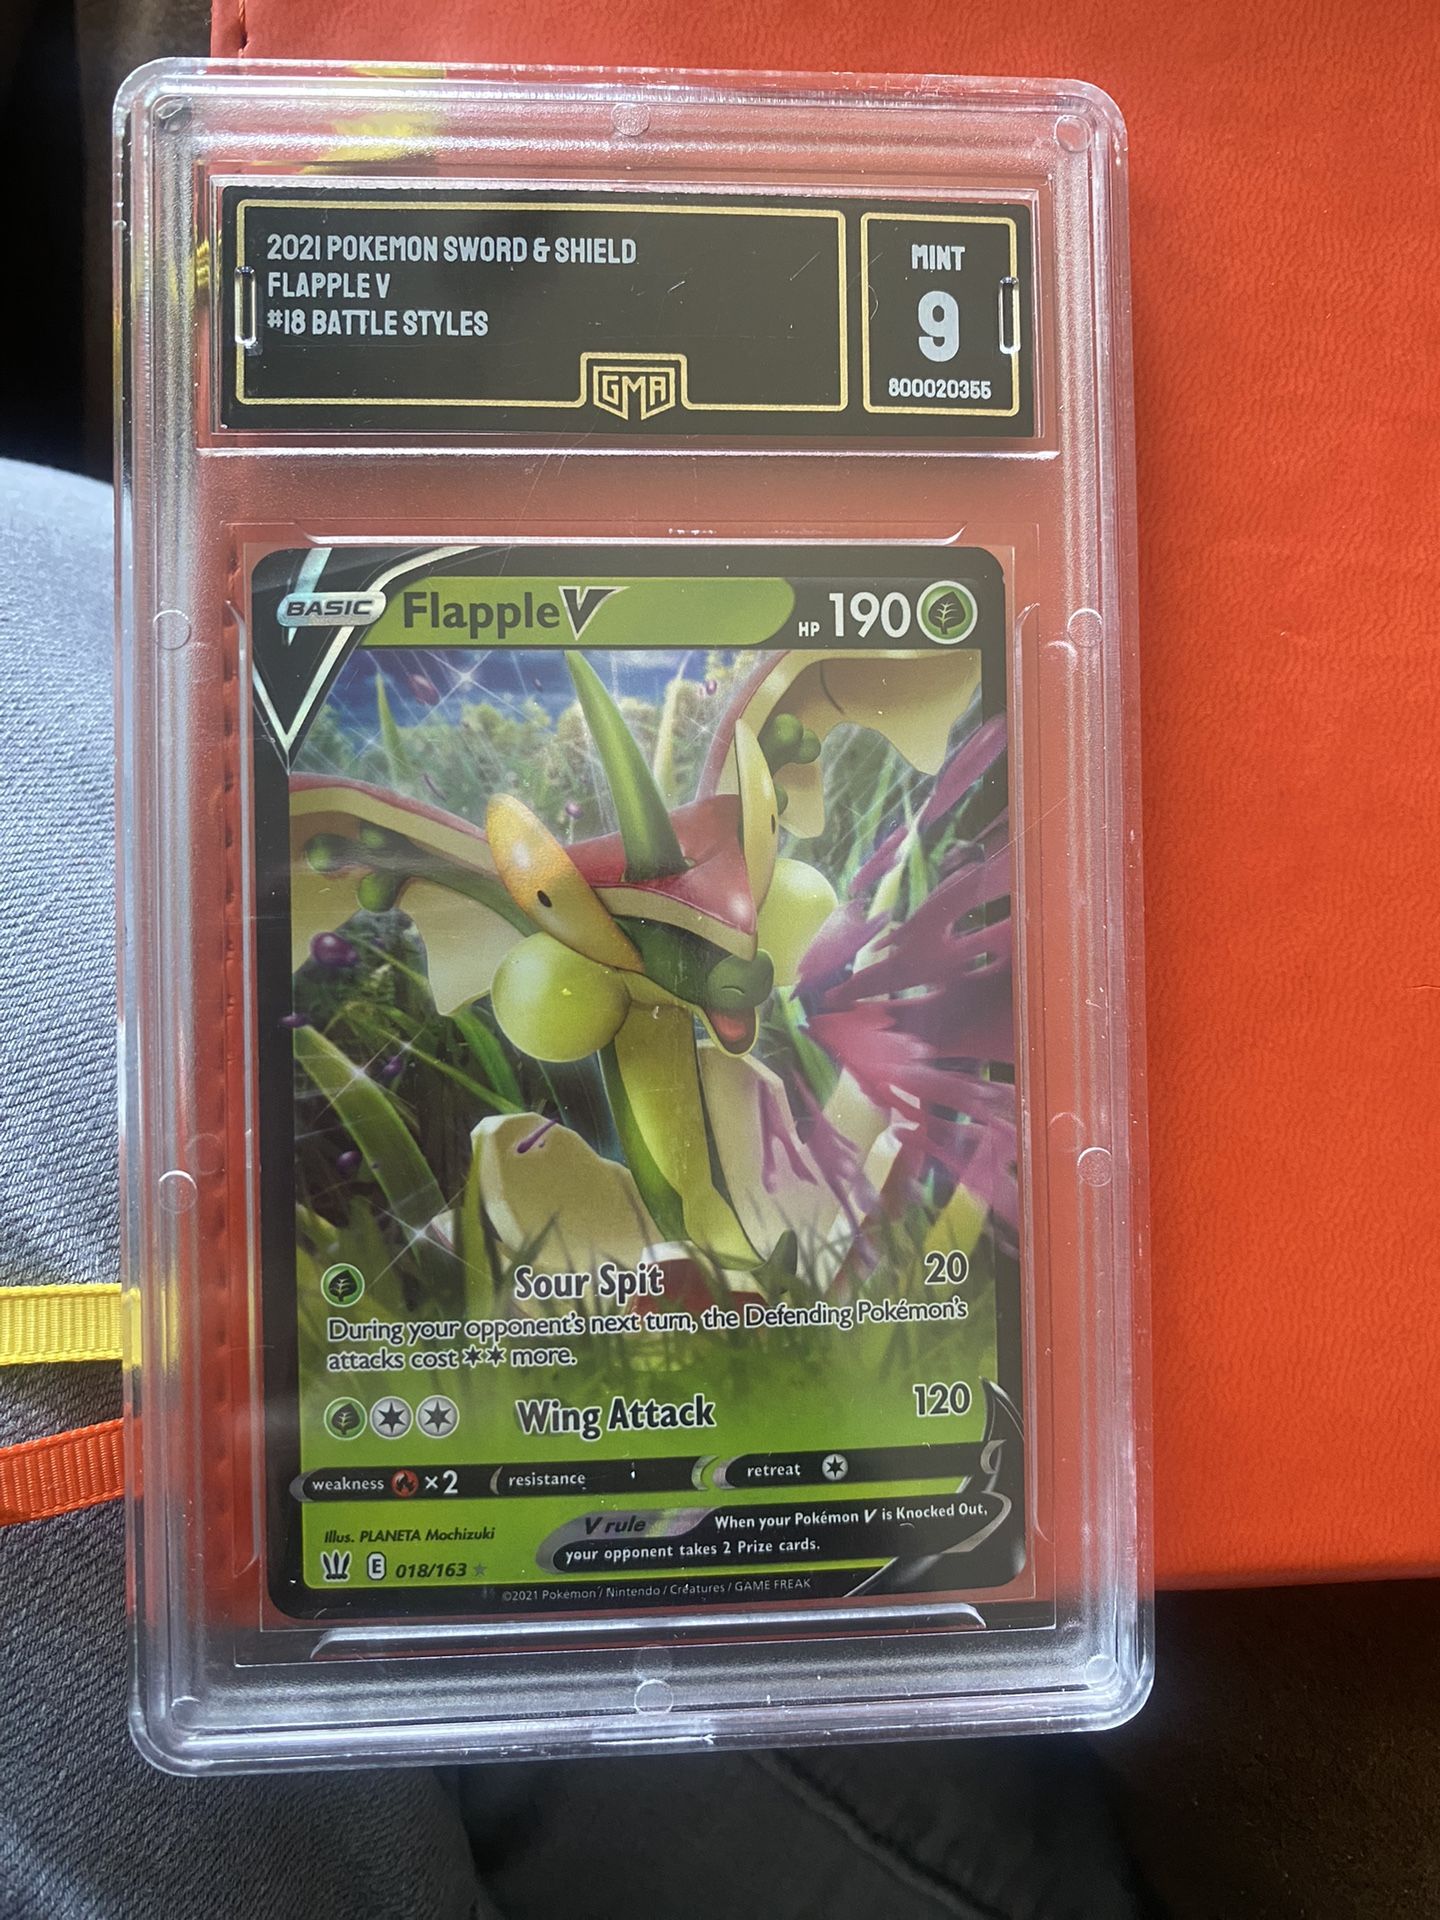 2021 POKEMON SWORD & SHIELD
FLAPPLE V
#18 BATTLE STYLES
GMA
MINT
9
800020355
BASIC Flapple V HP 190
Sour Spit 20
During your opponent's next turn, the Defending Pokémon's
attacks cost ✶✶ more.
Wing Attack 120
weakness ×2 resistance retreat
V rule When your Pokémon V is Knocked Out,
your opponent takes 2 Prize cards.
Illus. PLANETA Mochizuki
E 018/163 ★
©2021 Pokémon / Nintendo / Creatures / GAME FREAK